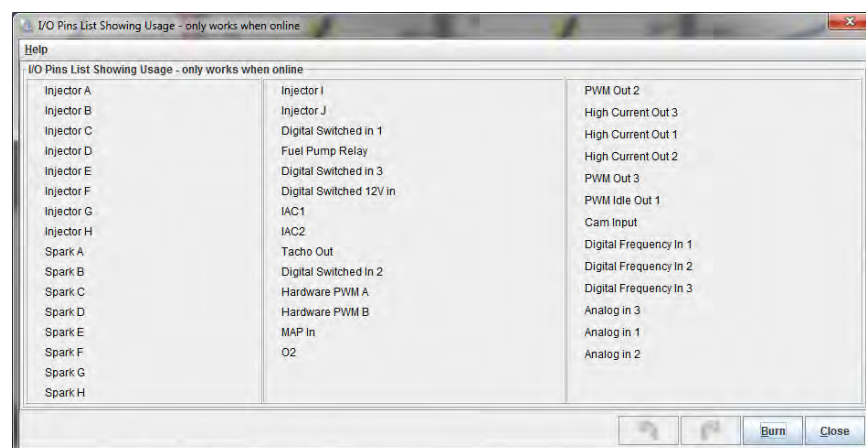 I/O Pins List Showing Usage - only works when online
Help
I/O Pins List Showing Usage - only works when online
Injector A
Injector B
Injector C
Injector D
Injector E
Injector F
Injector G
Injector H
Spark A
Spark B
Spark C
Spark D
Spark E
Spark F
Spark G
Spark H
Injector I
Injector J
Digital Switched in 1
Fuel Pump Relay
Digital Switched in 3
Digital Switched 12V in
IAC1
IAC2
Tacho Out
Digital Switched In 2
Hardware PWM A
Hardware PWM B
MAP In
O2
PWM Out 2
High Current Out 3
High Current Out 1
High Current Out 2
PWM Out 3
PWM Idle Out 1
Cam Input
Digital Frequency In 1
Digital Frequency In 2
Digital Frequency In 3
Analog in 3
Analog in 1
Analog in 2
Burn
Close